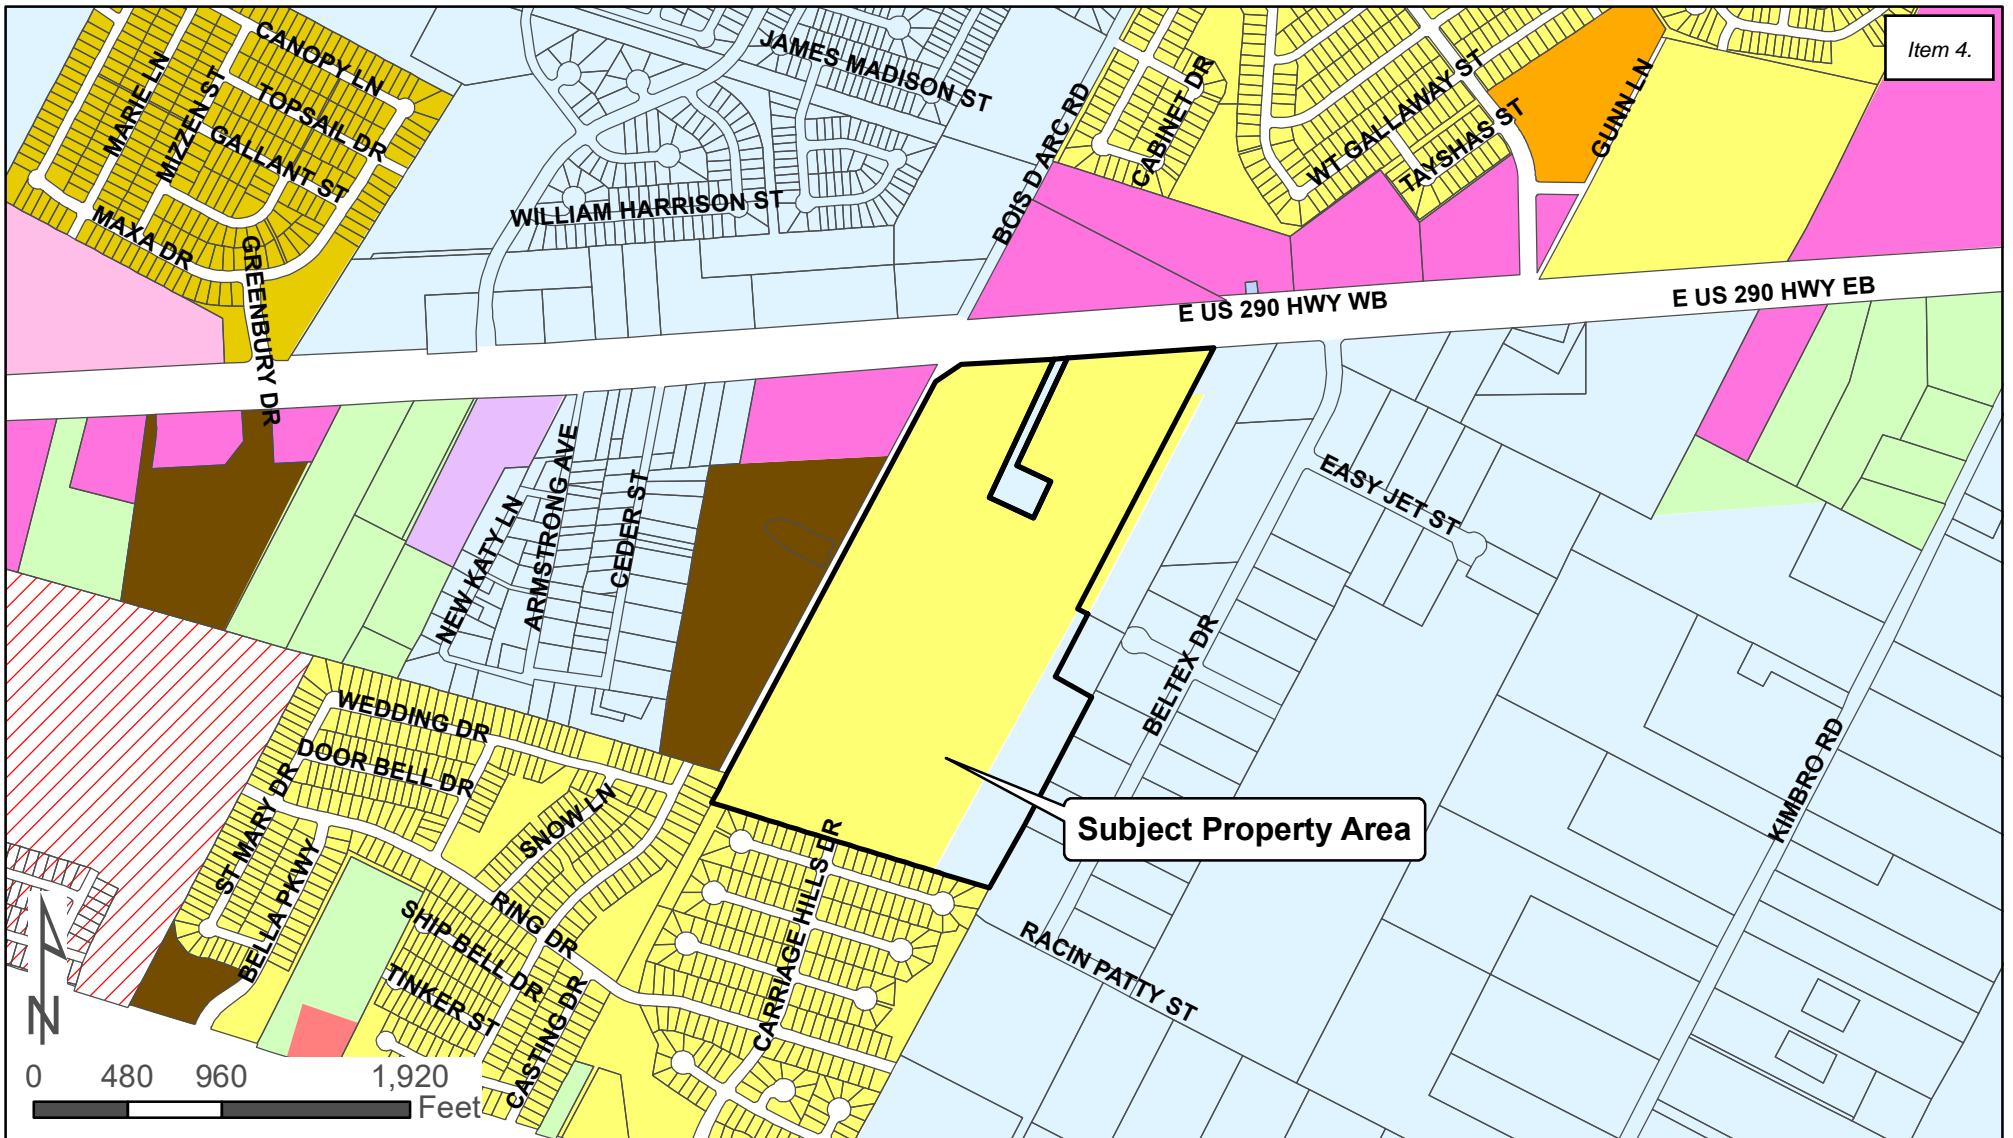 Item 4.
CANOPY LN
MARIE LN
MIZZEN ST
TOPSAIL DR
GALLANT ST
MAXA DR
GREENBURY DR
JAMES MADISON ST
WILLIAM HARRISON ST
BOIS D ARC RD
CABINET DR
WT GALLAWAY ST
TAYSHAS ST
GUNN LN
E US 290 HWY WB
E US 290 HWY EB
NEW KATY LN
ARMSTRONG AVE
CEDER ST
EASY JET ST
BELTEX DR
KIMBRO RD
WEDDING DR
DOOR BELL DR
ST MARY DR
SNOW LN
BELLA PKWY
RING DR
SHIP BELL DR
TINKER ST
CASTING DR
CARRIAGE HILLS DR
Subject Property Area
RACIN PATTY ST
N
0 480 960 1,920
Feet